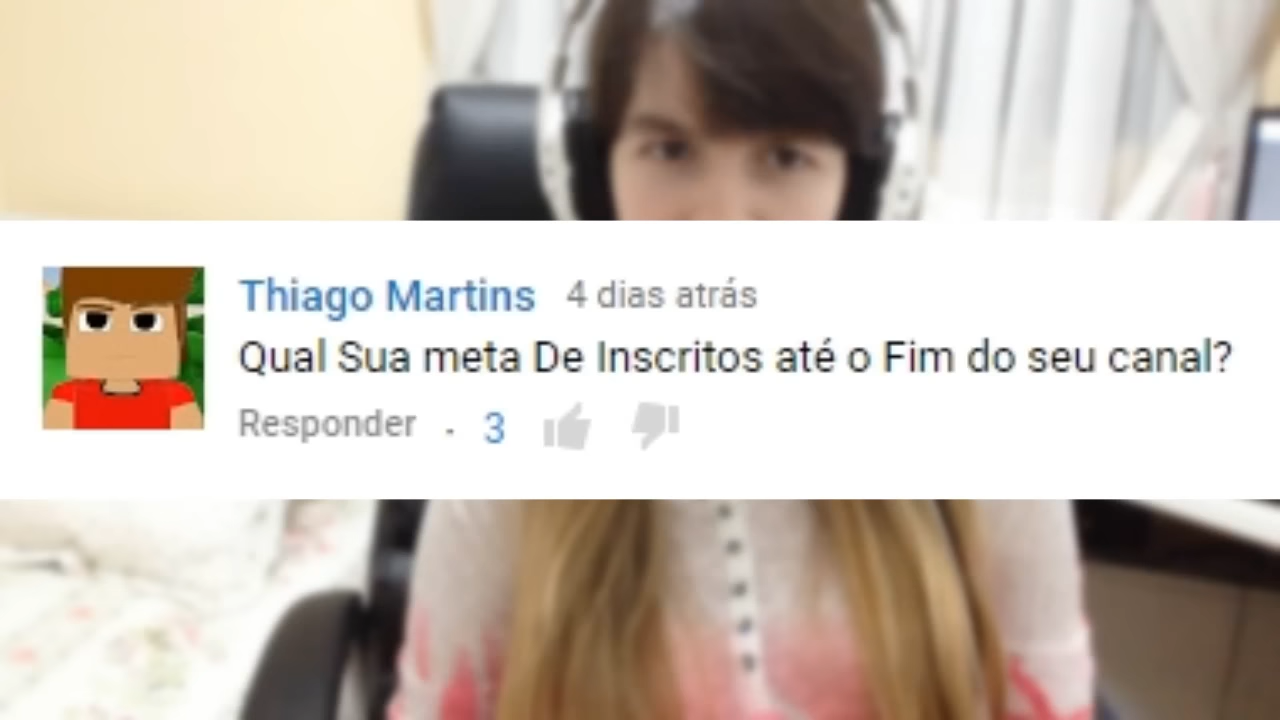 Thiago Martins 4 dias atrás
Qual Sua meta De Inscritos até o Fim do seu canal?
Responder . 3